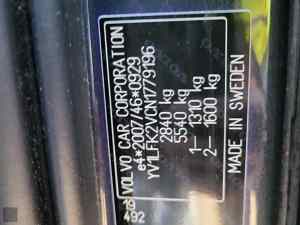 VOLVO CAR CORPORATION
e4*2007/46*0929
YV1LFK2VCN1779196
2840 kg
5540 kg
1– 1310 kg
2– 1600 kg
MADE IN SWEDEN
492